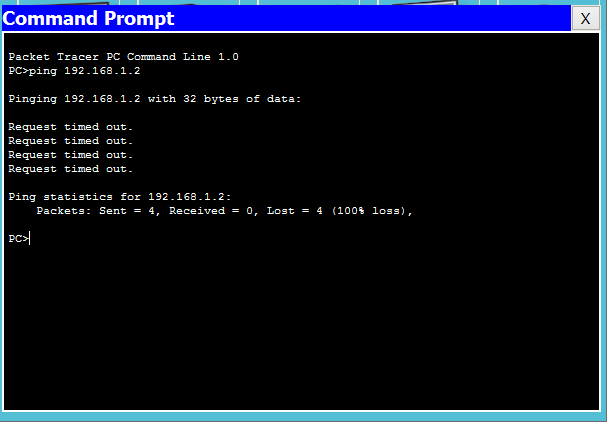 Command Prompt
X
Packet Tracer PC Command Line 1.0
PC>ping 192.168.1.2
Pinging 192.168.1.2 with 32 bytes of data:
Request timed out.
Request timed out.
Request timed out.
Request timed out.
Ping statistics for 192.168.1.2:
    Packets: Sent = 4, Received = 0, Lost = 4 (100% loss),
PC>